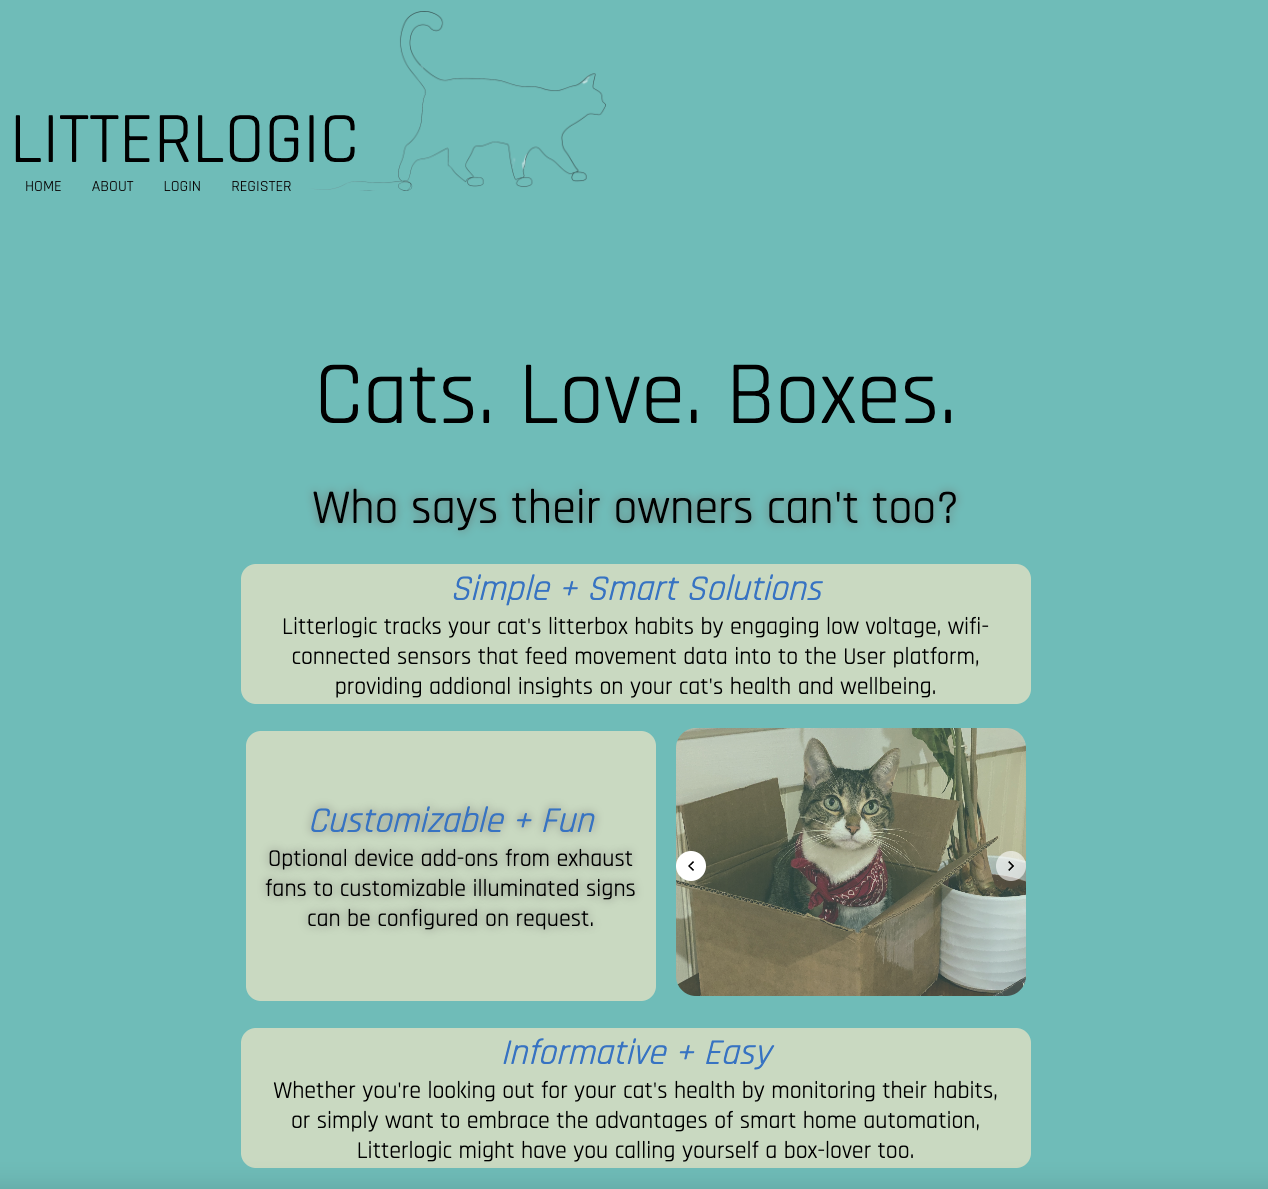 LITTERLOGIC
HOME ABOUT LOGIN REGISTER
Cats. Love. Boxes.
Who says their owners can't too?
Simple + Smart Solutions
Litterlogic tracks your cat's litterbox habits by engaging low voltage, wifi-
connected sensors that feed movement data into to the User platform,
providing addional insights on your cat's health and wellbeing.
Customizable + Fun
Optional device add-ons from exhaust
fans to customizable illuminated signs
can be configured on request.
Informative + Easy
Whether you're looking out for your cat's health by monitoring their habits,
or simply want to embrace the advantages of smart home automation,
Litterlogic might have you calling yourself a box-lover too.